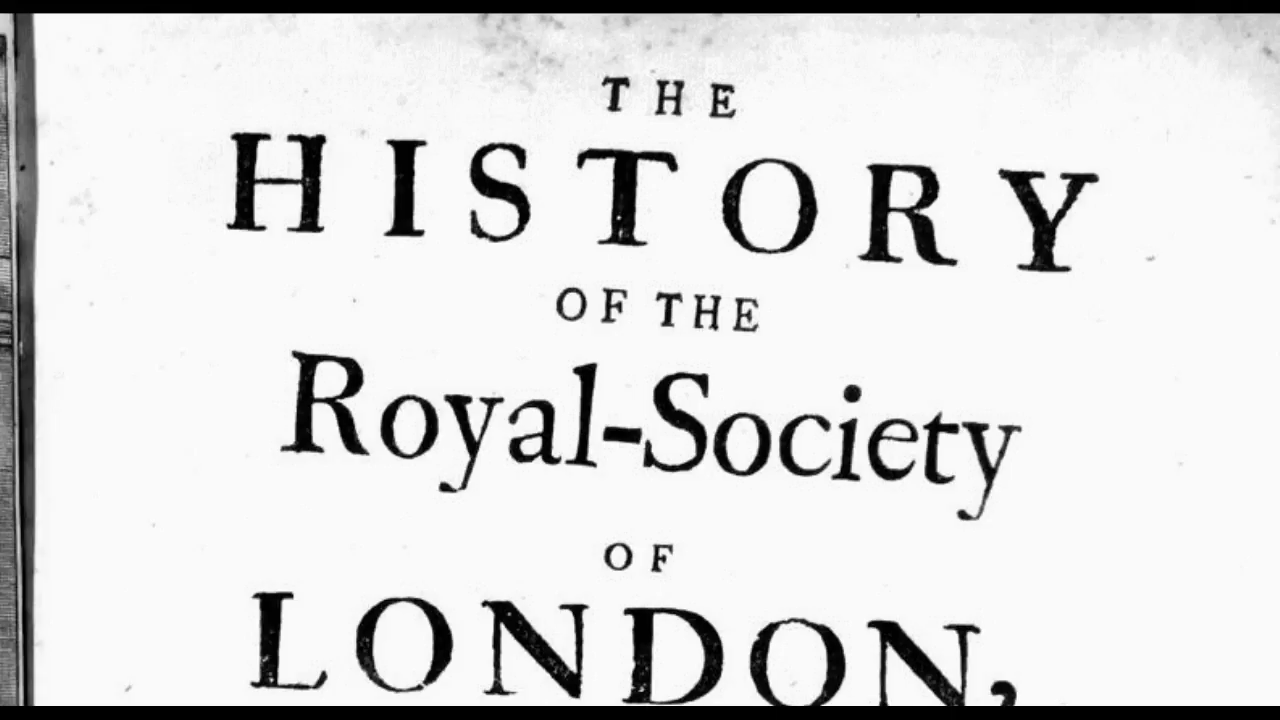 THE
HISTORY
OF THE
Royal-Society
OF
LONDON,